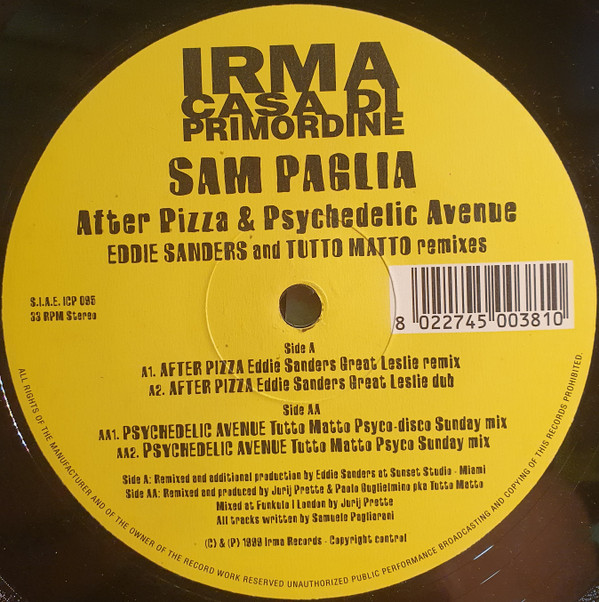 IRMA
CASA DI
PRIMORDINE
SAM PAGLIA
After Pizza & Psychedelic Avenue
EDDIE SANDERS and TUTTO MATTO remixes
S.I.A.E. ICP 095
33 RPM Stereo
8 022745 003810
Side A
A1. AFTER PIZZA Eddie Sanders Great Leslie remix
A2. AFTER PIZZA Eddie Sanders Great Leslie dub
Side AA
AA1. PSYCHEDELIC AVENUE Tutto Matto Psyco-disco Sunday mix
AA2. PSYCHEDELIC AVENUE Tutto Matto Psyco Sunday mix
Side A: Remixed and additional production by Eddie Sanders at Sunset Studio - Miami
Side AA: Remixed and produced by Jurij Prette & Paolo Guglielmino pka Tutto Matto
Mixed at Funkulo I London by Jurij Prette
All tracks written by Samuele Paglierani
(C) & (P) 1999 Irma Records - Copyright control
ALL RIGHTS OF THE MANUFACTURER AND OF THE OWNER OF THE RECORD WORK RESERVED UNAUTHORIZED PUBLIC PERFORMANCE BROADCASTING AND COPYING OF THIS RECORDS PROHIBITED.